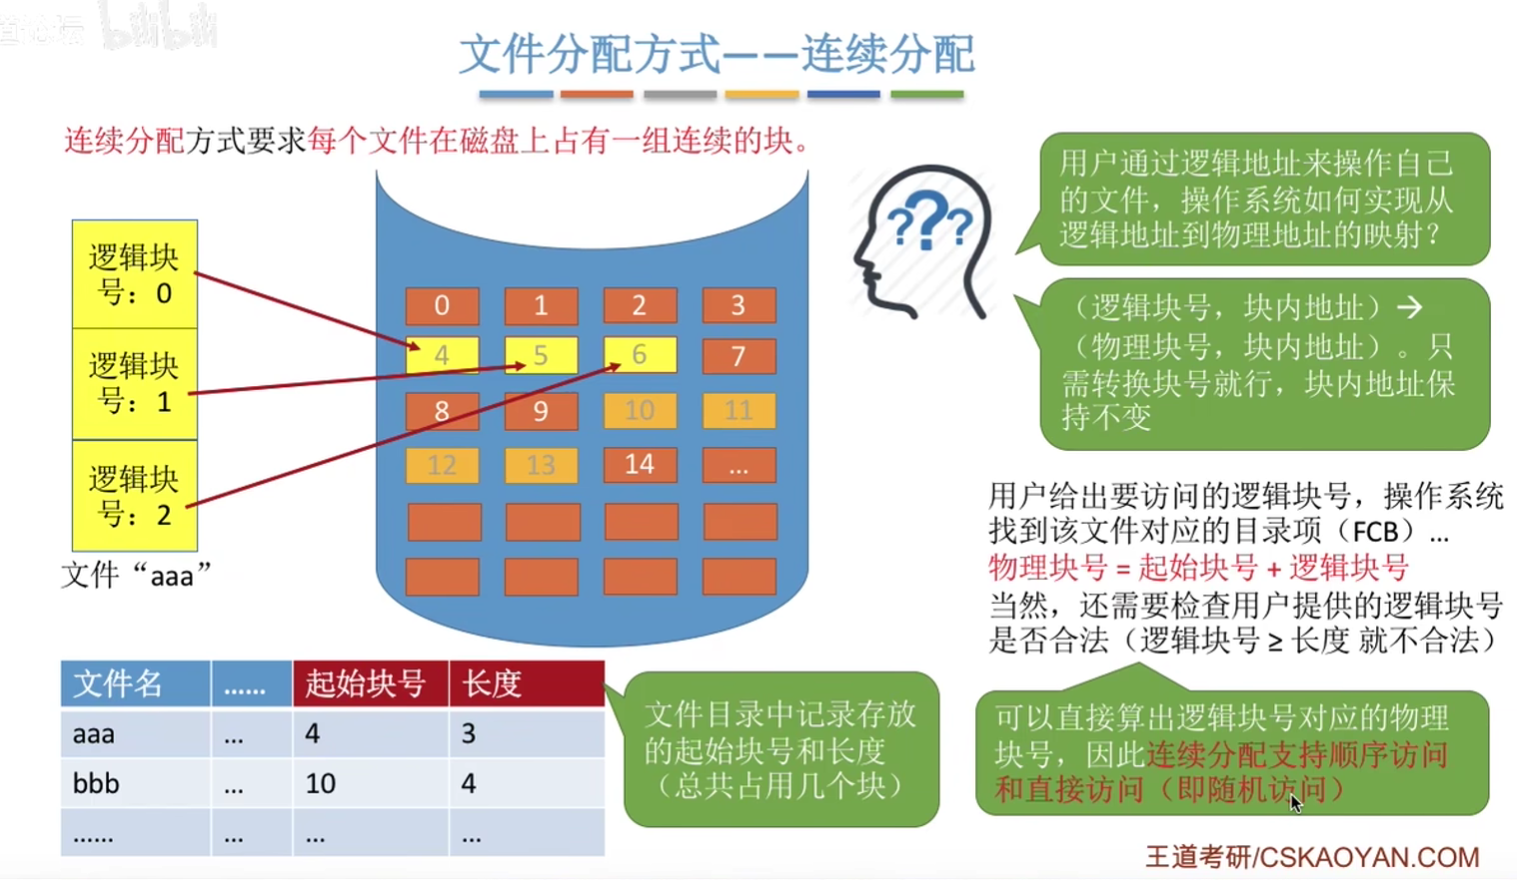 道论坛 bilibili
文件分配方式——连续分配
连续分配方式要求每个文件在磁盘上占有一组连续的块。
逻辑块
号：0
逻辑块
号：1
逻辑块
号：2
文件“aaa”
0 1 2 3
4 5 6 7
8 9 10 11
12 13 14 ...
???
用户通过逻辑地址来操作自己
的文件，操作系统如何实现从
逻辑地址到物理地址的映射？
（逻辑块号，块内地址）→
（物理块号，块内地址）。只
需转换块号就行，块内地址保
持不变
用户给出要访问的逻辑块号，操作系统
找到该文件对应的目录项（FCB）...
物理块号 = 起始块号 + 逻辑块号
当然，还需要检查用户提供的逻辑块号
是否合法（逻辑块号 ≥ 长度 就不合法）
文件名 ...... 起始块号 长度
aaa ... 4 3
bbb ... 10 4
...... ... ... ...
文件目录中记录存放
的起始块号和长度
（总共占用几个块）
可以直接算出逻辑块号对应的物理
块号，因此连续分配支持顺序访问
和直接访问（即随机访问）
王道考研/CSKAOYAN.COM